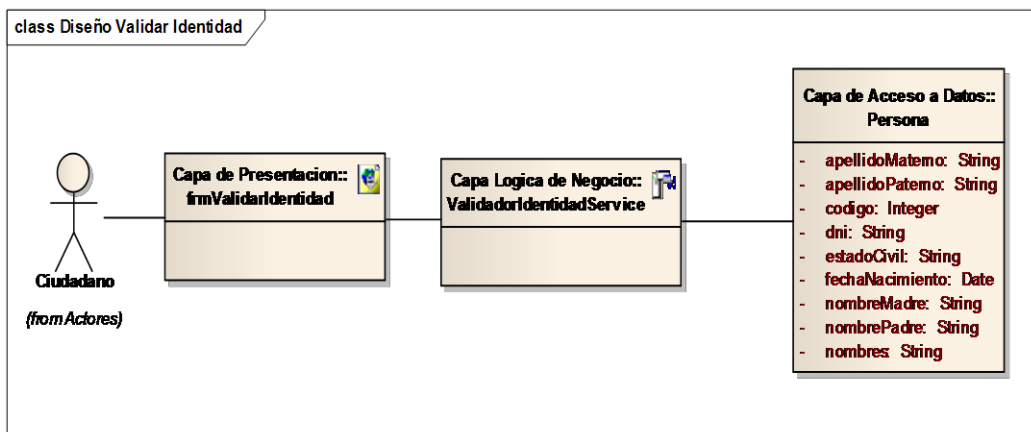 class Diseño Validar Identidad
Ciudadano
(from Actores)
Capa de Presentacion::
frmValidarIdentidad
Capa Logica de Negocio::
ValidadorIdentidadService
Capa de Acceso a Datos::
Persona
- apellidoMaterno: String
- apellidoPaterno: String
- codigo: Integer
- dni: String
- estadoCivil: String
- fechaNacimiento: Date
- nombreMadre: String
- nombrePadre: String
- nombres: String